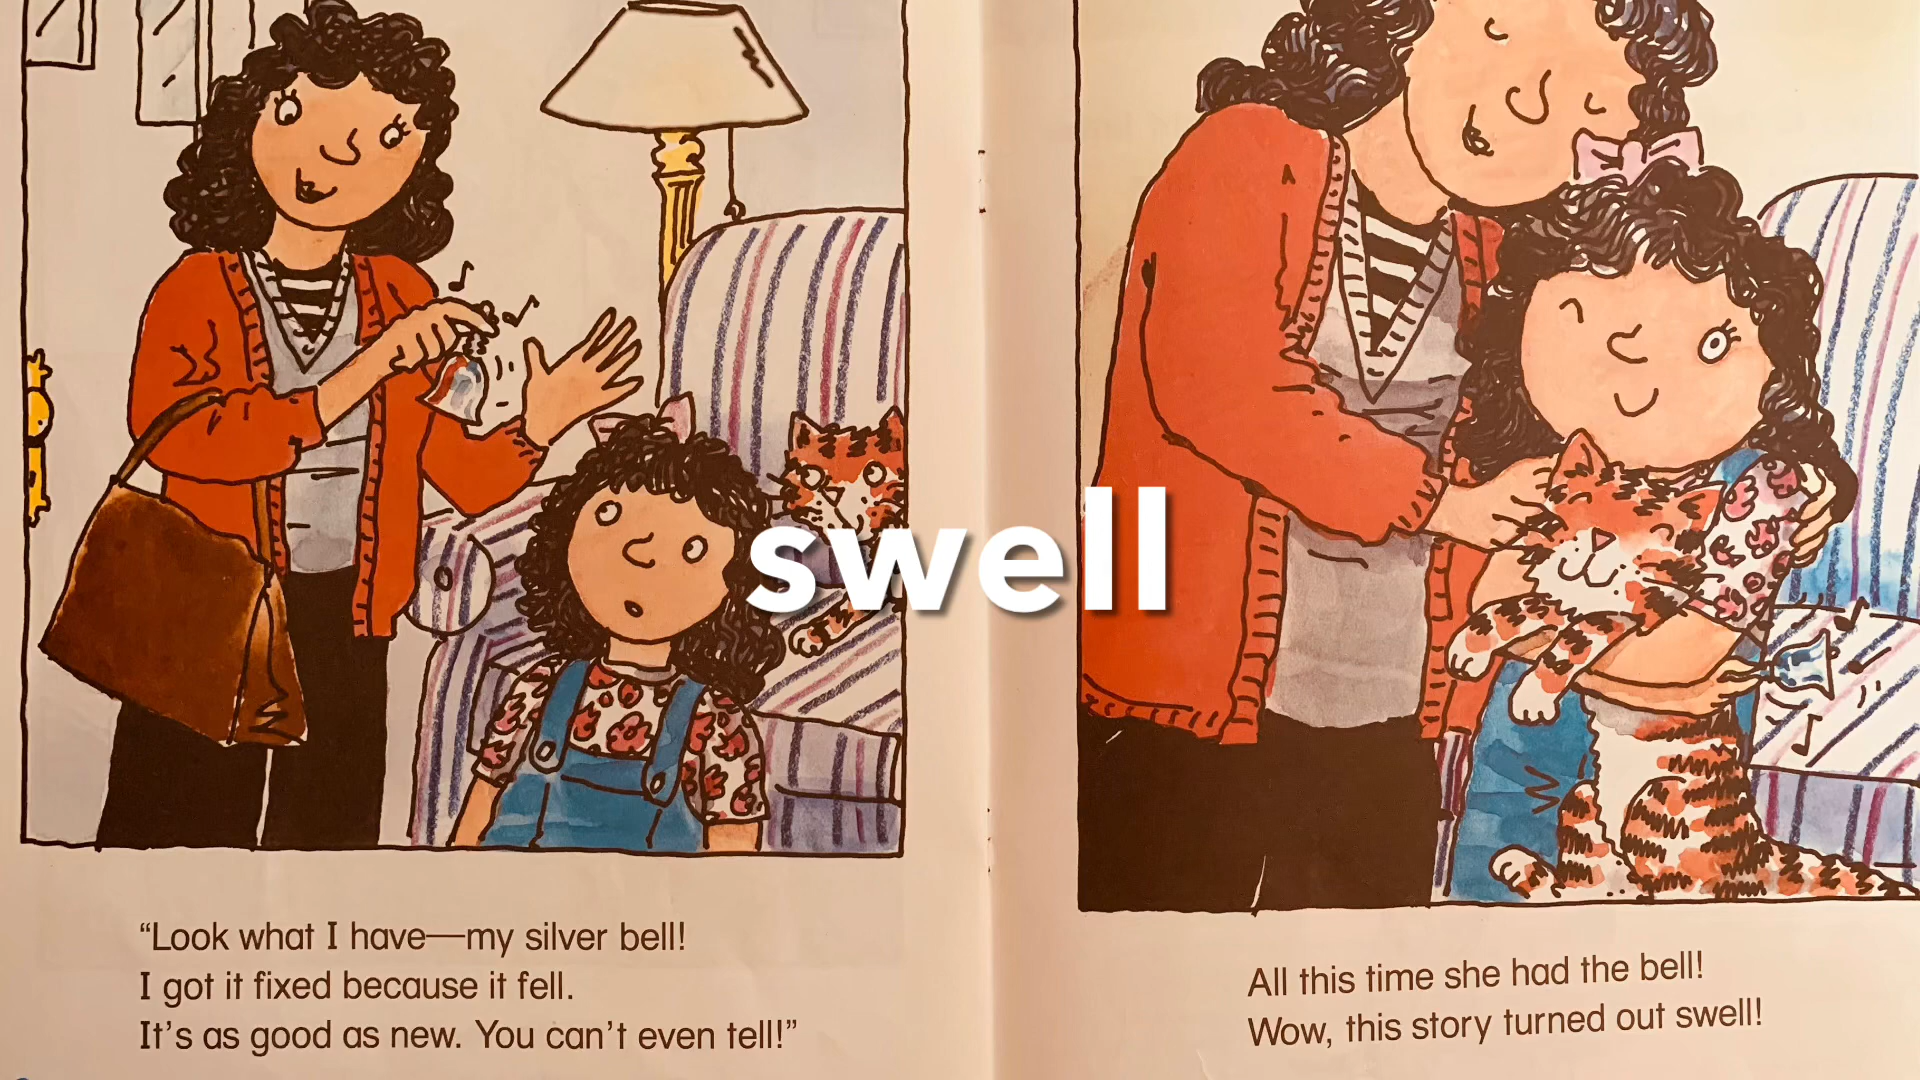 swell
“Look what I have—my silver bell!
I got it fixed because it fell.
It’s as good as new. You can’t even tell!”
All this time she had the bell!
Wow, this story turned out swell!